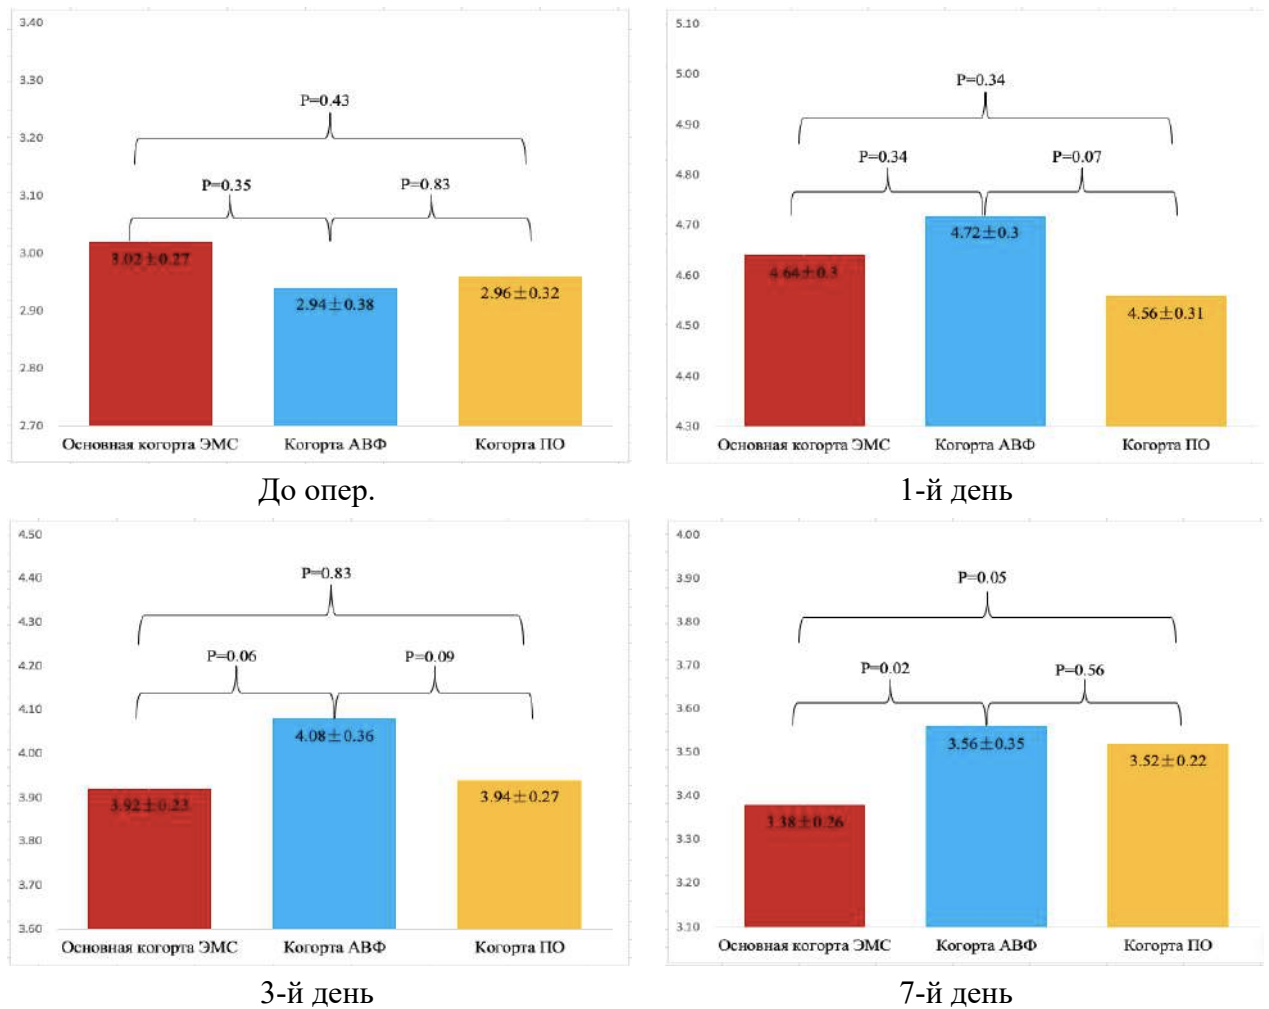 3.40
3.30
3.20
3.10
3.00
2.90
2.80
2.70
P=0.43
P=0.35
P=0.83
3.02±0.27
2.94±0.38
2.96±0.32
Основная когорта ЭМС
Когорта АВФ
Когорта ПО
До опер.
5.10
5.00
4.90
4.80
4.70
4.60
4.50
4.40
4.30
P=0.34
P=0.34
P=0.07
4.64±0.3
4.72±0.3
4.56±0.31
Основная когорта ЭМС
Когорта АВФ
Когорта ПО
1-й день
4.50
4.40
4.30
4.20
4.10
4.00
3.90
3.80
3.70
3.60
P=0.83
P=0.06
P=0.09
3.92±0.23
4.08±0.36
3.94±0.27
Основная когорта ЭМС
Когорта АВФ
Когорта ПО
3-й день
4.00
3.90
3.80
3.70
3.60
3.50
3.40
3.30
3.20
3.10
P=0.05
P=0.02
P=0.56
3.38±0.26
3.56±0.35
3.52±0.22
Основная когорта ЭМС
Когорта АВФ
Когорта ПО
7-й день